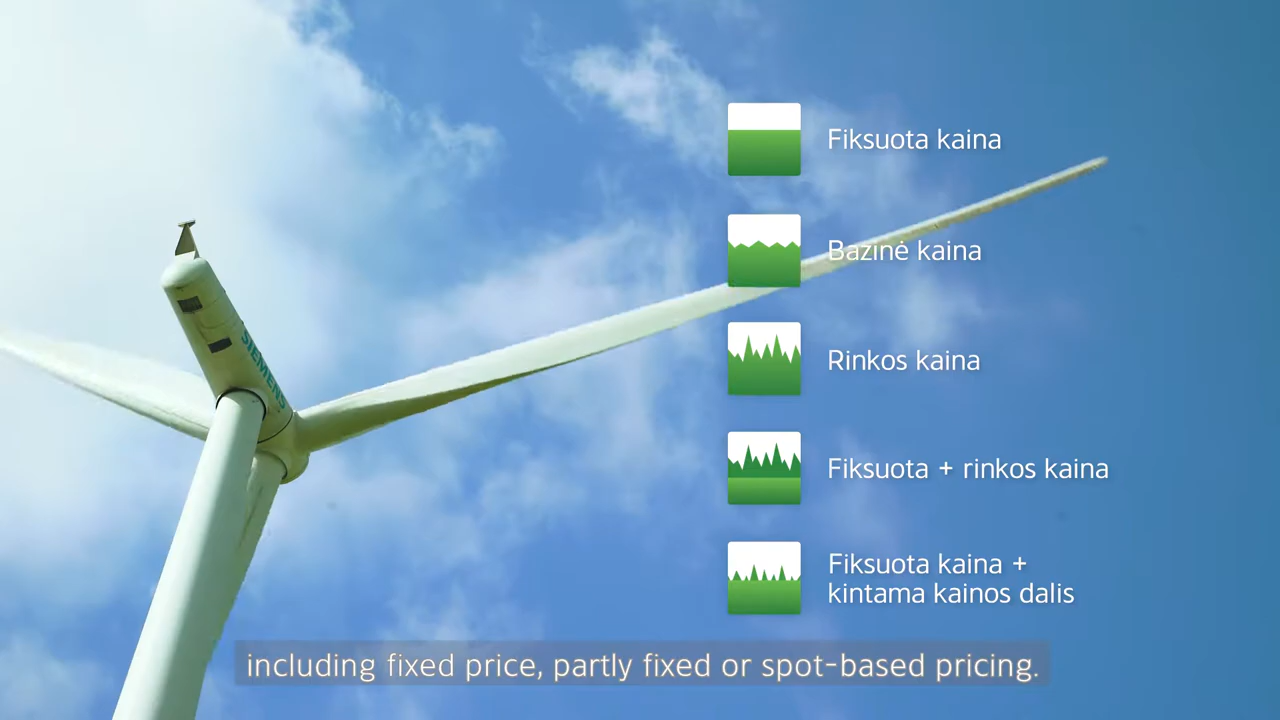 SIEMENS
Fiksuota kaina
Bazinė kaina
Rinkos kaina
Fiksuota + rinkos kaina
Fiksuota kaina +
kintama kainos dalis
including fixed price, partly fixed or spot-based pricing.